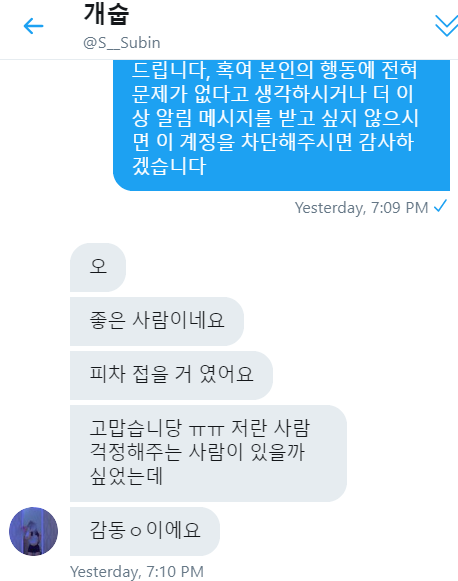 개숩
@S__Subin
드립니다, 혹여 본인의 행동에 전혀
문제가 없다고 생각하시거나 더 이
상 알림 메시지를 받고 싶지 않으시
면 이 계정을 차단해주시면 감사하
겠습니다
Yesterday, 7:09 PM
오
좋은 사람이네요
피차 접을 거 였어요
고맙습니당 ㅠㅠ 저란 사람
걱정해주는 사람이 있을까
싶었는데
감동ㅇ이에요
Yesterday, 7:10 PM